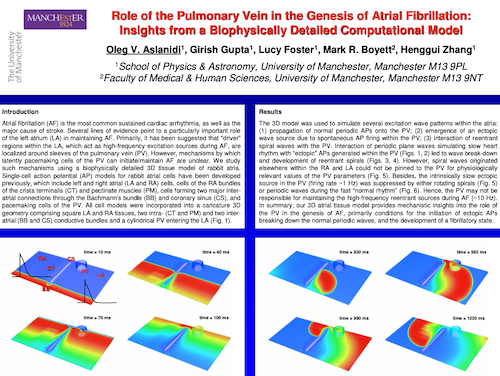 MANCHESTER
1824
The University
of Manchester
Role of the Pulmonary Vein in the Genesis of Atrial Fibrillation:
Insights from a Biophysically Detailed Computational Model
Oleg V. Aslanidi¹, Girish Gupta¹, Lucy Foster¹, Mark R. Boyett², Henggui Zhang¹
¹School of Physics & Astronomy, University of Manchester, Manchester M13 9PL
²Faculty of Medical & Human Sciences, University of Manchester, Manchester M13 9NT
Introduction
Atrial fibrillation (AF) is the most sustained cardiac arrhythmia, as well as the
major cause of stroke. Several lines of evidence point to a particularly important role
of the left atrium (LA) in maintaining AF. Primarily, it has been suggested that "driver"
regions within the LA, which act as high-frequency excitation sources during AF, are
localized around sleeves of the pulmonary vein (PV). However, mechanisms by which
latently pacemaking cells of the PV can initiate/maintain AF are unclear. We study
such mechanisms using a biophysically detailed 3D tissue model of rabbit atria.
Single-cell action potential (AP) models for rabbit atrial cells have been developed
previously, which include left and right atrial (LA and RA) cells, cells of the RA bundles
of the crista terminalis (CT) and pectinate muscles (PM), cells forming two major inter-
atrial connections through the Bachmann's bundle (BB) and coronary sinus (CS), and
pacemaking cells of the PV. All cell models were incorporated into a caricature 3D
geometry comprising square LA and RA tissues, two intra- (CT and PM) and two inter-
atrial (BB and CS) conductive bundles and a cylindrical PV entering the LA (Fig. 1).
Results
The 3D model was used to simulate several excitation wave patterns within the atria:
(1) propagation of normal periodic APs onto the PV; (2) emergence of an ectopic
wave source due to spontaneous AP firing within the PV; (3) interaction of reentrant
spiral waves with the PV. Interaction of periodic plane waves simulating slow heart
rhythm with "ectopic" APs generated within the PV (Figs. 1, 2) led to wave break-down
and development of reentrant spirals (Figs. 3, 4). However, spiral waves originated
elsewhere within the RA and LA could not be pinned to the PV for physiologically
relevant values of the PV parameters (Fig. 5). Besides, the intrinsically slow ectopic
source in the PV (firing rate ~1 Hz) was suppressed by either rotating spirals (Fig. 5)
or periodic waves during the fast "normal rhythm" (Fig. 6). Hence, the PV may not be
responsible for maintaining the high-frequency reentrant sources during AF (~10 Hz).
In summary, our 3D atrial tissue model provides mechanistic insights into the role of
the PV in the genesis of AF, primarily conditions for the initiation of ectopic APs
breaking down the normal periodic waves, and the development of a fibrillatory state.
time = 10 ms
time = 40 ms
time = 930 ms
time = 980 ms
RA
CS
PV
LA
BB
time = 70 ms
time = 100 ms
time = 990 ms
time = 1020 ms